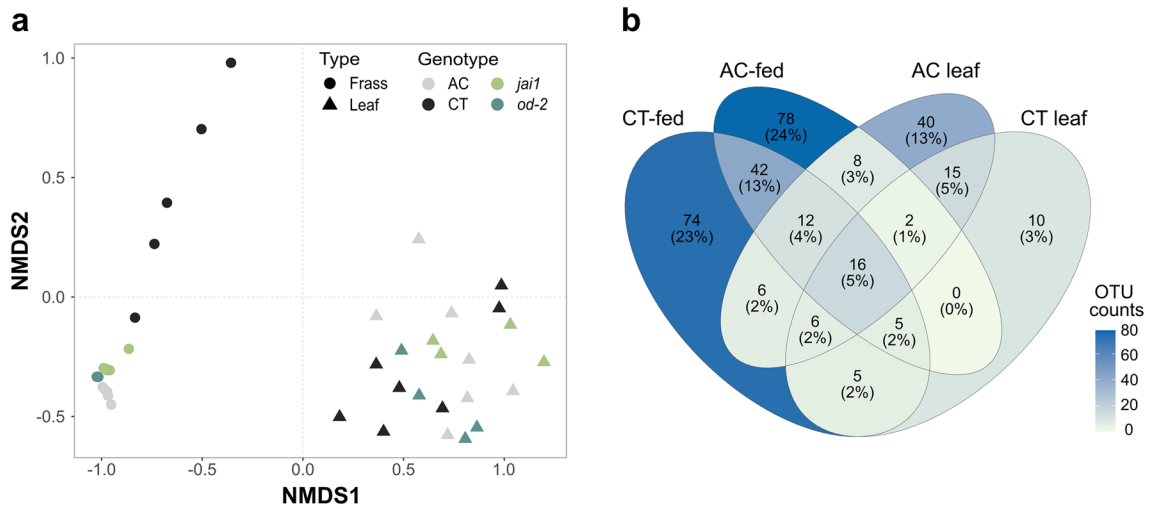 a
NMDS2
1.0
0.5
0.0
-0.5
-1.0
-0.5
0.0
0.5
1.0
NMDS1
Type
Frass
Leaf
Genotype
AC
CT
jai1
od-2
b
CT-fed
AC-fed
AC leaf
CT leaf
78
(24%)
40
(13%)
42
(13%)
8
(3%)
15
(5%)
74
(23%)
12
(4%)
2
(1%)
10
(3%)
16
(5%)
6
(2%)
0
(0%)
6
(2%)
5
(2%)
5
(2%)
OTU
counts
80
60
40
20
0